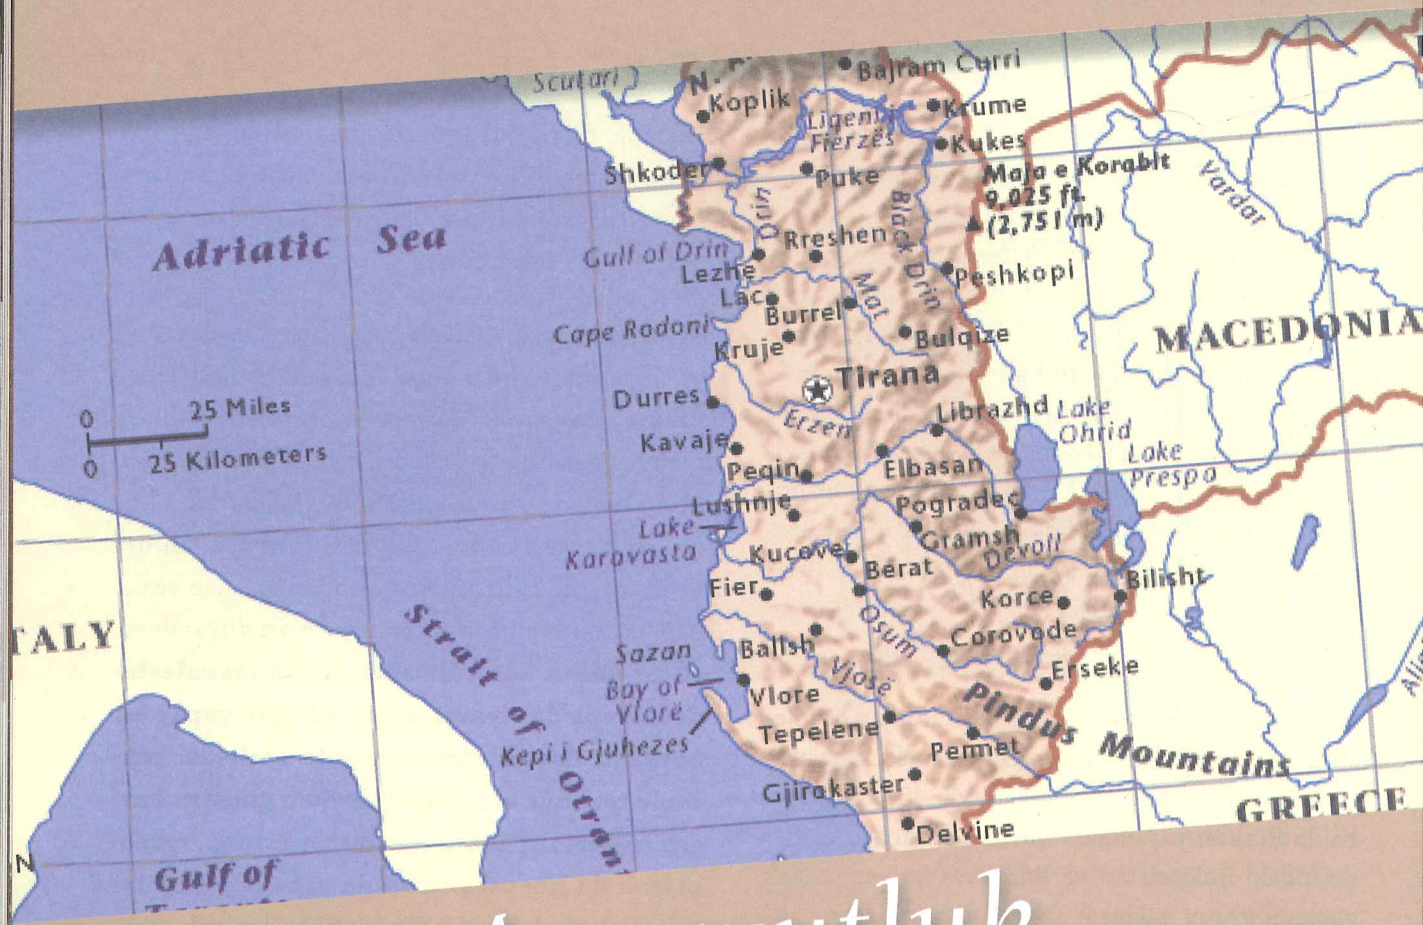 Scutari)
N.
Bajram Curri
Koplik
Krume
Ligeni i
Fierzës
Kukes
Shkoder
Puke
Maja e Korabit
9,025 ft.
(2,751 m)
Vardar
Drin
Black Drin
Adriatic Sea
Rreshen
Gulf of Drin
Lezhe
Peshkopi
Lac
Mat
Burrel
Cape Rodoni
Kruje
Bulqize
MACEDONIA
Tirana
Durres
0
25 Miles
0
25 Kilometers
Erzen
Librazhd
Lake
Ohrid
Kavaje
Peqin
Elbasan
Lake
Prespa
Lushnje
Pogradec
Lake
Karavasta
Gramsh
Devoll
Kucove
Berat
Fier
Bilisht
Korce
TALY
Strait of Otrant
Osum
Corovode
Ballsh
Sazan
Erseke
Vjosë
Bay of
Vlorë
Vlore
Pindus Mountains
Tepelene
Kepi i Gjuhezes
Permet
Gjirokaster
GREECE
Delvine
N
Gulf of